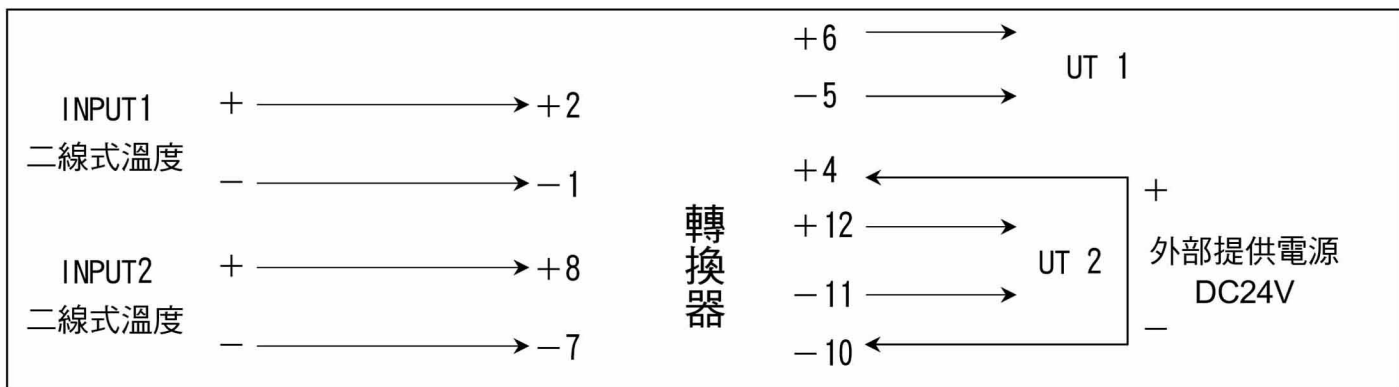 INPUT1
二線式溫度
+
+2
-
-1
INPUT2
二線式溫度
+
+8
-
-7
轉換器
+6
-5
UT 1
+4
+12
-11
-10
UT 2
+
外部提供電源
DC24V
-